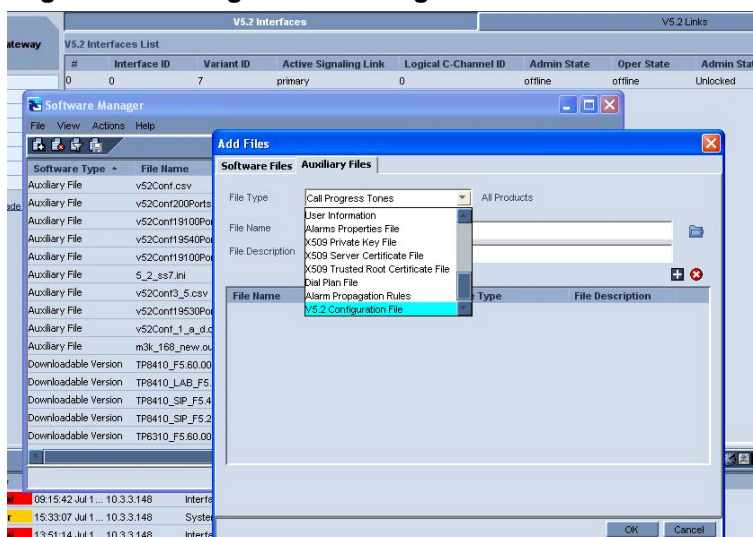 V5.2 Interfaces
V5.2 Links
V5.2 Interfaces List
# Interface ID Variant ID Active Signaling Link Logical C-Channel ID Admin State Oper State Admin
0 0 7 primary 0 offline offline Unlocked
Software Manager
File View Actions Help
Software Type File Name
Auxiliary File v52Conf.csv
Auxiliary File v52Conf200Ports
Auxiliary File v52Conf19100Por
Auxiliary File v52Conf19540Por
Auxiliary File v52Conf19100Por
Auxiliary File 5_2_ss7.ini
Auxiliary File v52Conf3_5.csv
Auxiliary File v52Conf19530Por
Auxiliary File v52Conf_1_a_d.c
Auxiliary File m3k_168_new.ou
Downloadable Version TP8410_F5.60.00
Downloadable Version TP8410_LAB_F5.
Downloadable Version TP8410_SIP_F5.4
Downloadable Version TP8410_SIP_F5.2
Downloadable Version TP6310_F5.60.00
Add Files
Software Files Auxiliary Files
File Type Call Progress Tones All Products
User Information
Alarms Properties File
X509 Private Key File
X509 Server Certificate File
X509 Trusted Root Certificate File
Dial Plan File
Alarm Propagation Rules
V5.2 Configuration File
File Name
File Description
File Name Type File Description
OK Cancel
09:15:42 Jul 1... 10.3.3.148 Interfa
15:33:07 Jul 1... 10.3.3.148 System
13:51:14 Jul 1... 10.3.3.148 Interfa